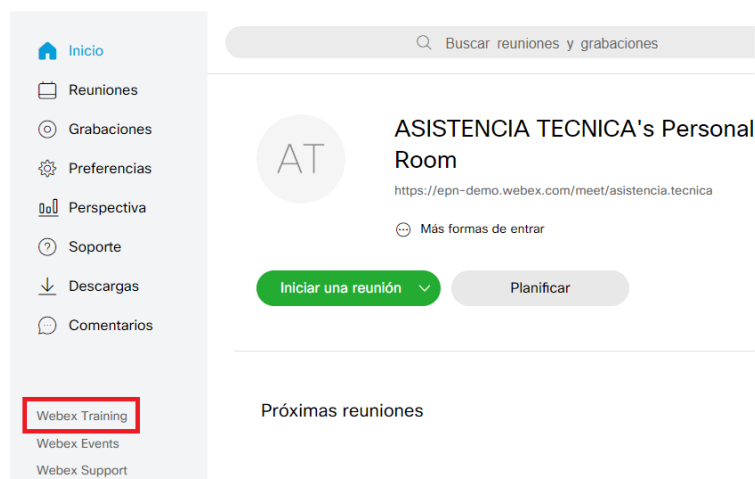 Inicio
Reuniones
Grabaciones
Preferencias
Perspectiva
Soporte
Descargas
Comentarios
Webex Training
Webex Events
Webex Support
Buscar reuniones y grabaciones
AT
ASISTENCIA TECNICA's Personal
Room
https://epn-demo.webex.com/meet/asistencia.tecnica
Más formas de entrar
Iniciar una reunión
Planificar
Próximas reuniones